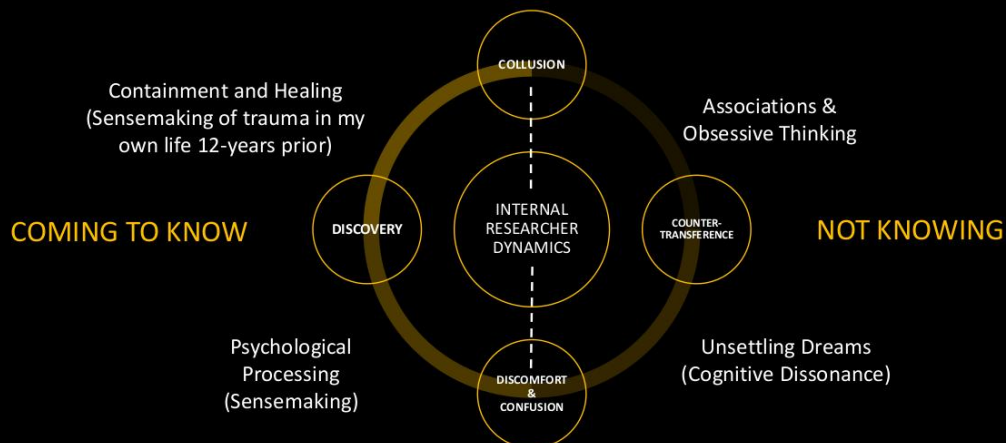 COLLUSION
Containment and Healing
(Sensemaking of trauma in my
own life 12-years prior)
Associations &
Obsessive Thinking
COMING TO KNOW
DISCOVERY
INTERNAL
RESEARCHER
DYNAMICS
COUNTER-
TRANSFERENCE
NOT KNOWING
Psychological
Processing
(Sensemaking)
DISCOMFORT
&
CONFUSION
Unsettling Dreams
(Cognitive Dissonance)